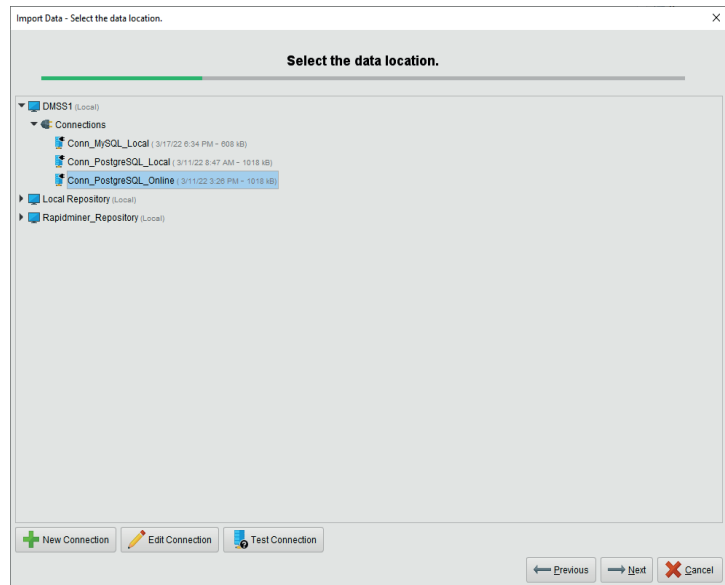 Import Data - Select the data location.
Select the data location.
DMSS1 (Local)
Connections
Conn_MySQL_Local ( 3/17/22 6:34 PM – 608 kB)
Conn_PostgreSQL_Local ( 3/11/22 8:47 AM – 1018 kB)
Conn_PostgreSQL_Online ( 3/11/22 3:26 PM – 1018 kB)
Local Repository (Local)
Rapidminer_Repository (Local)
New Connection Edit Connection Test Connection
Previous Next Cancel